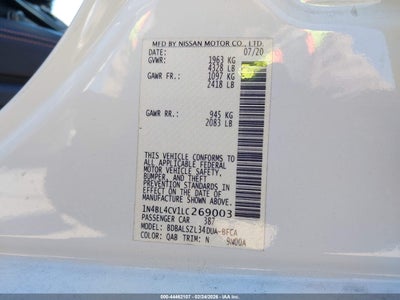 MFD BY NISSAN MOTOR CO., LTD.
DATE: 07/20
GVWR: 1963 KG
4328 LB
GAWR FR.: 1097 KG
2418 LB
GAWR RR.: 945 KG
2083 LB
THIS VEHICLE CONFORMS TO
ALL APPLICABLE FEDERAL
MOTOR VEHICLE SAFETY,
BUMPER, AND THEFT
PREVENTION STANDARDS IN
EFFECT ON THE DATE OF
MANUFACTURE SHOWN ABOVE.
1N4BL4CV1LC269003
PASSENGER CAR 387
MODEL: BDBALSZL34DUA-BFCA
COLOR: QAB TRIM: N 9400A
© 000-44462107 - 02/24/2026 - IAA